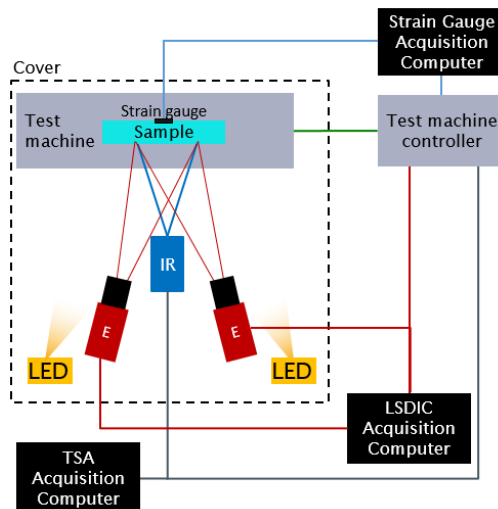 Strain Gauge
Acquisition
Computer
Cover
Strain gauge
Test
machine
Sample
Test machine
controller
IR
E
E
LED
LED
LSDIC
Acquisition
Computer
TSA
Acquisition
Computer